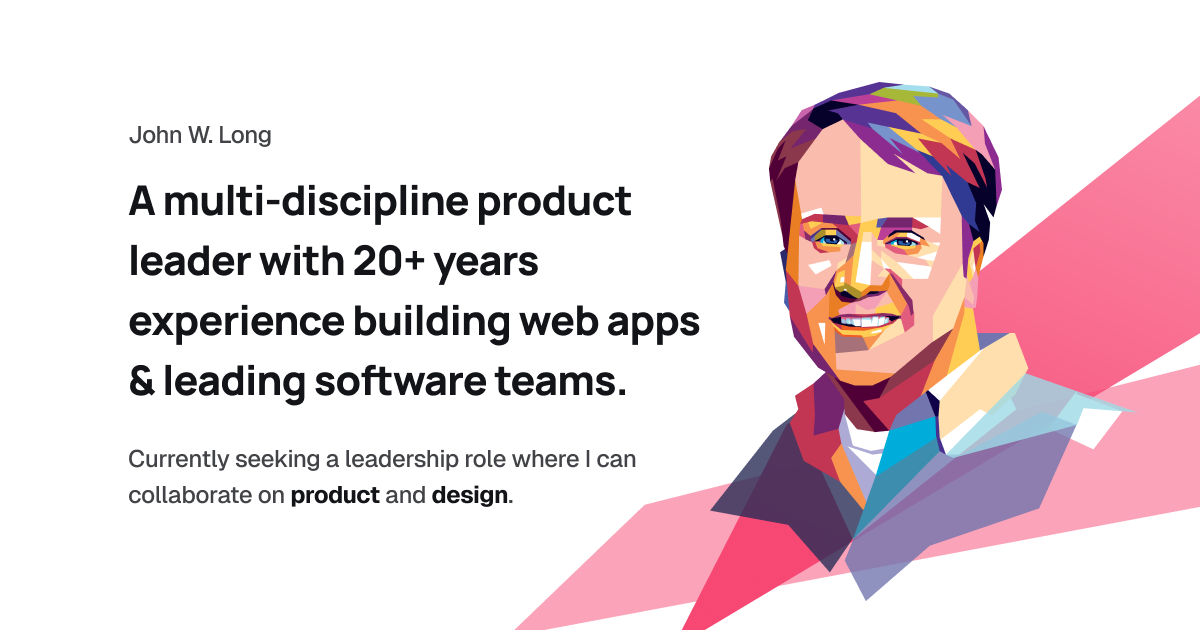 John W. Long
A multi-discipline product
leader with 20+ years
experience building web apps
& leading software teams.
Currently seeking a leadership role where I can
collaborate on product and design.